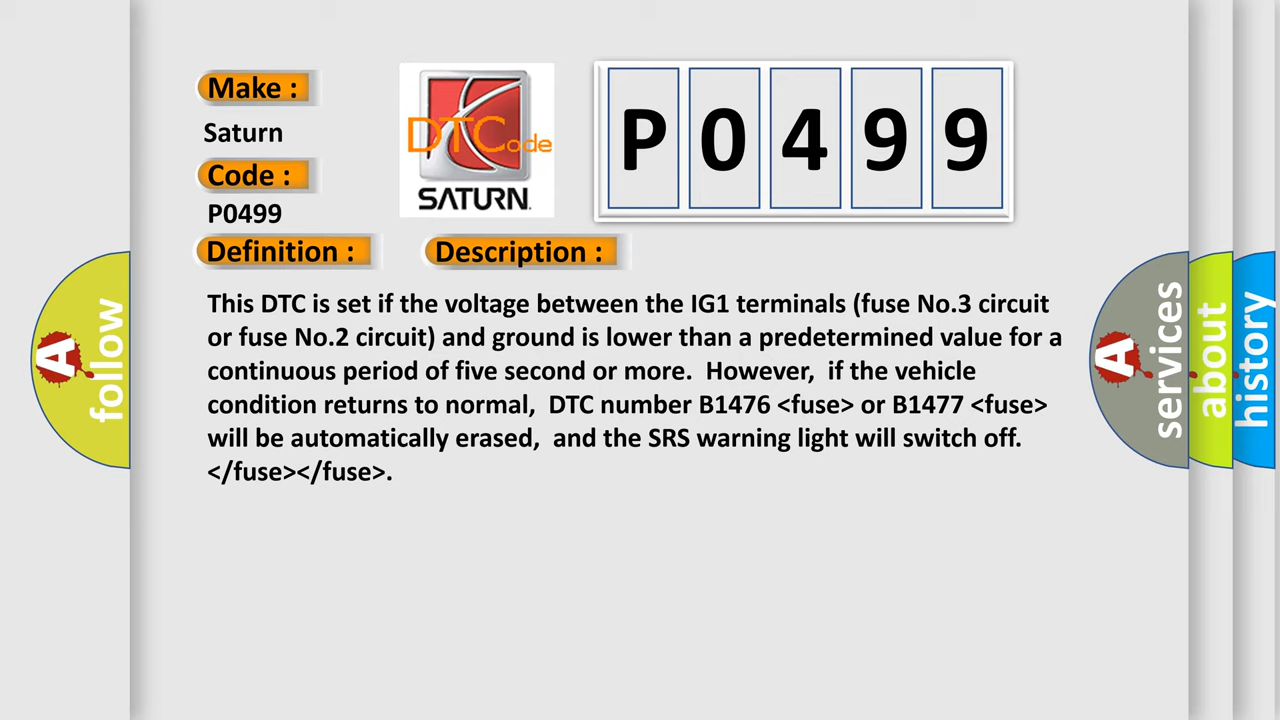 Make :
Saturn
Code :
P0499
Definition :
Description :
DTCode
SATURN.
P0499
This DTC is set if the voltage between the IG1 terminals (fuse No.3 circuit
or fuse No.2 circuit) and ground is lower than a predetermined value for a
continuous period of five second or more. However, if the vehicle
condition returns to normal, DTC number B1476 <fuse> or B1477 <fuse>
will be automatically erased, and the SRS warning light will switch off.
</fuse></fuse>.
A
follow
A
services
about
history